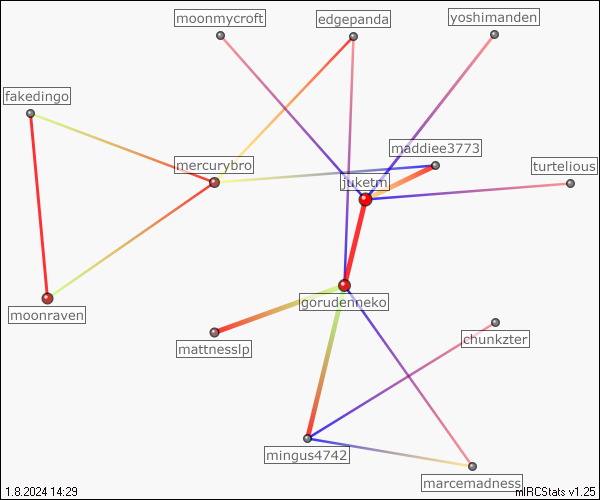 moonmycroft
edgepanda
yoshimanden
fakedingo
maddiee3773
mercurybro
turtelious
juketm
moonraven
gorudenneko
mattnesslp
chunkzter
mingus4742
marcemadness
1.8.2024 14:29
mIRCStats v1.25